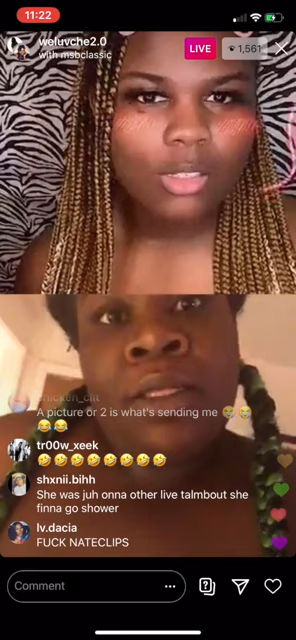 11:22
weluvche2.0
with msbclassic
LIVE
1,561
chicken_clit
A picture or 2 is what's sending me 😭😭
😂😂
tr00w_xeek
🤣🤣🤣🤣🤣🤣🤣🤣
shxnii.bihh
She was juh onna other live talmbout she
finna go shower
lv.dacia
FUCK NATECLIPS
Comment